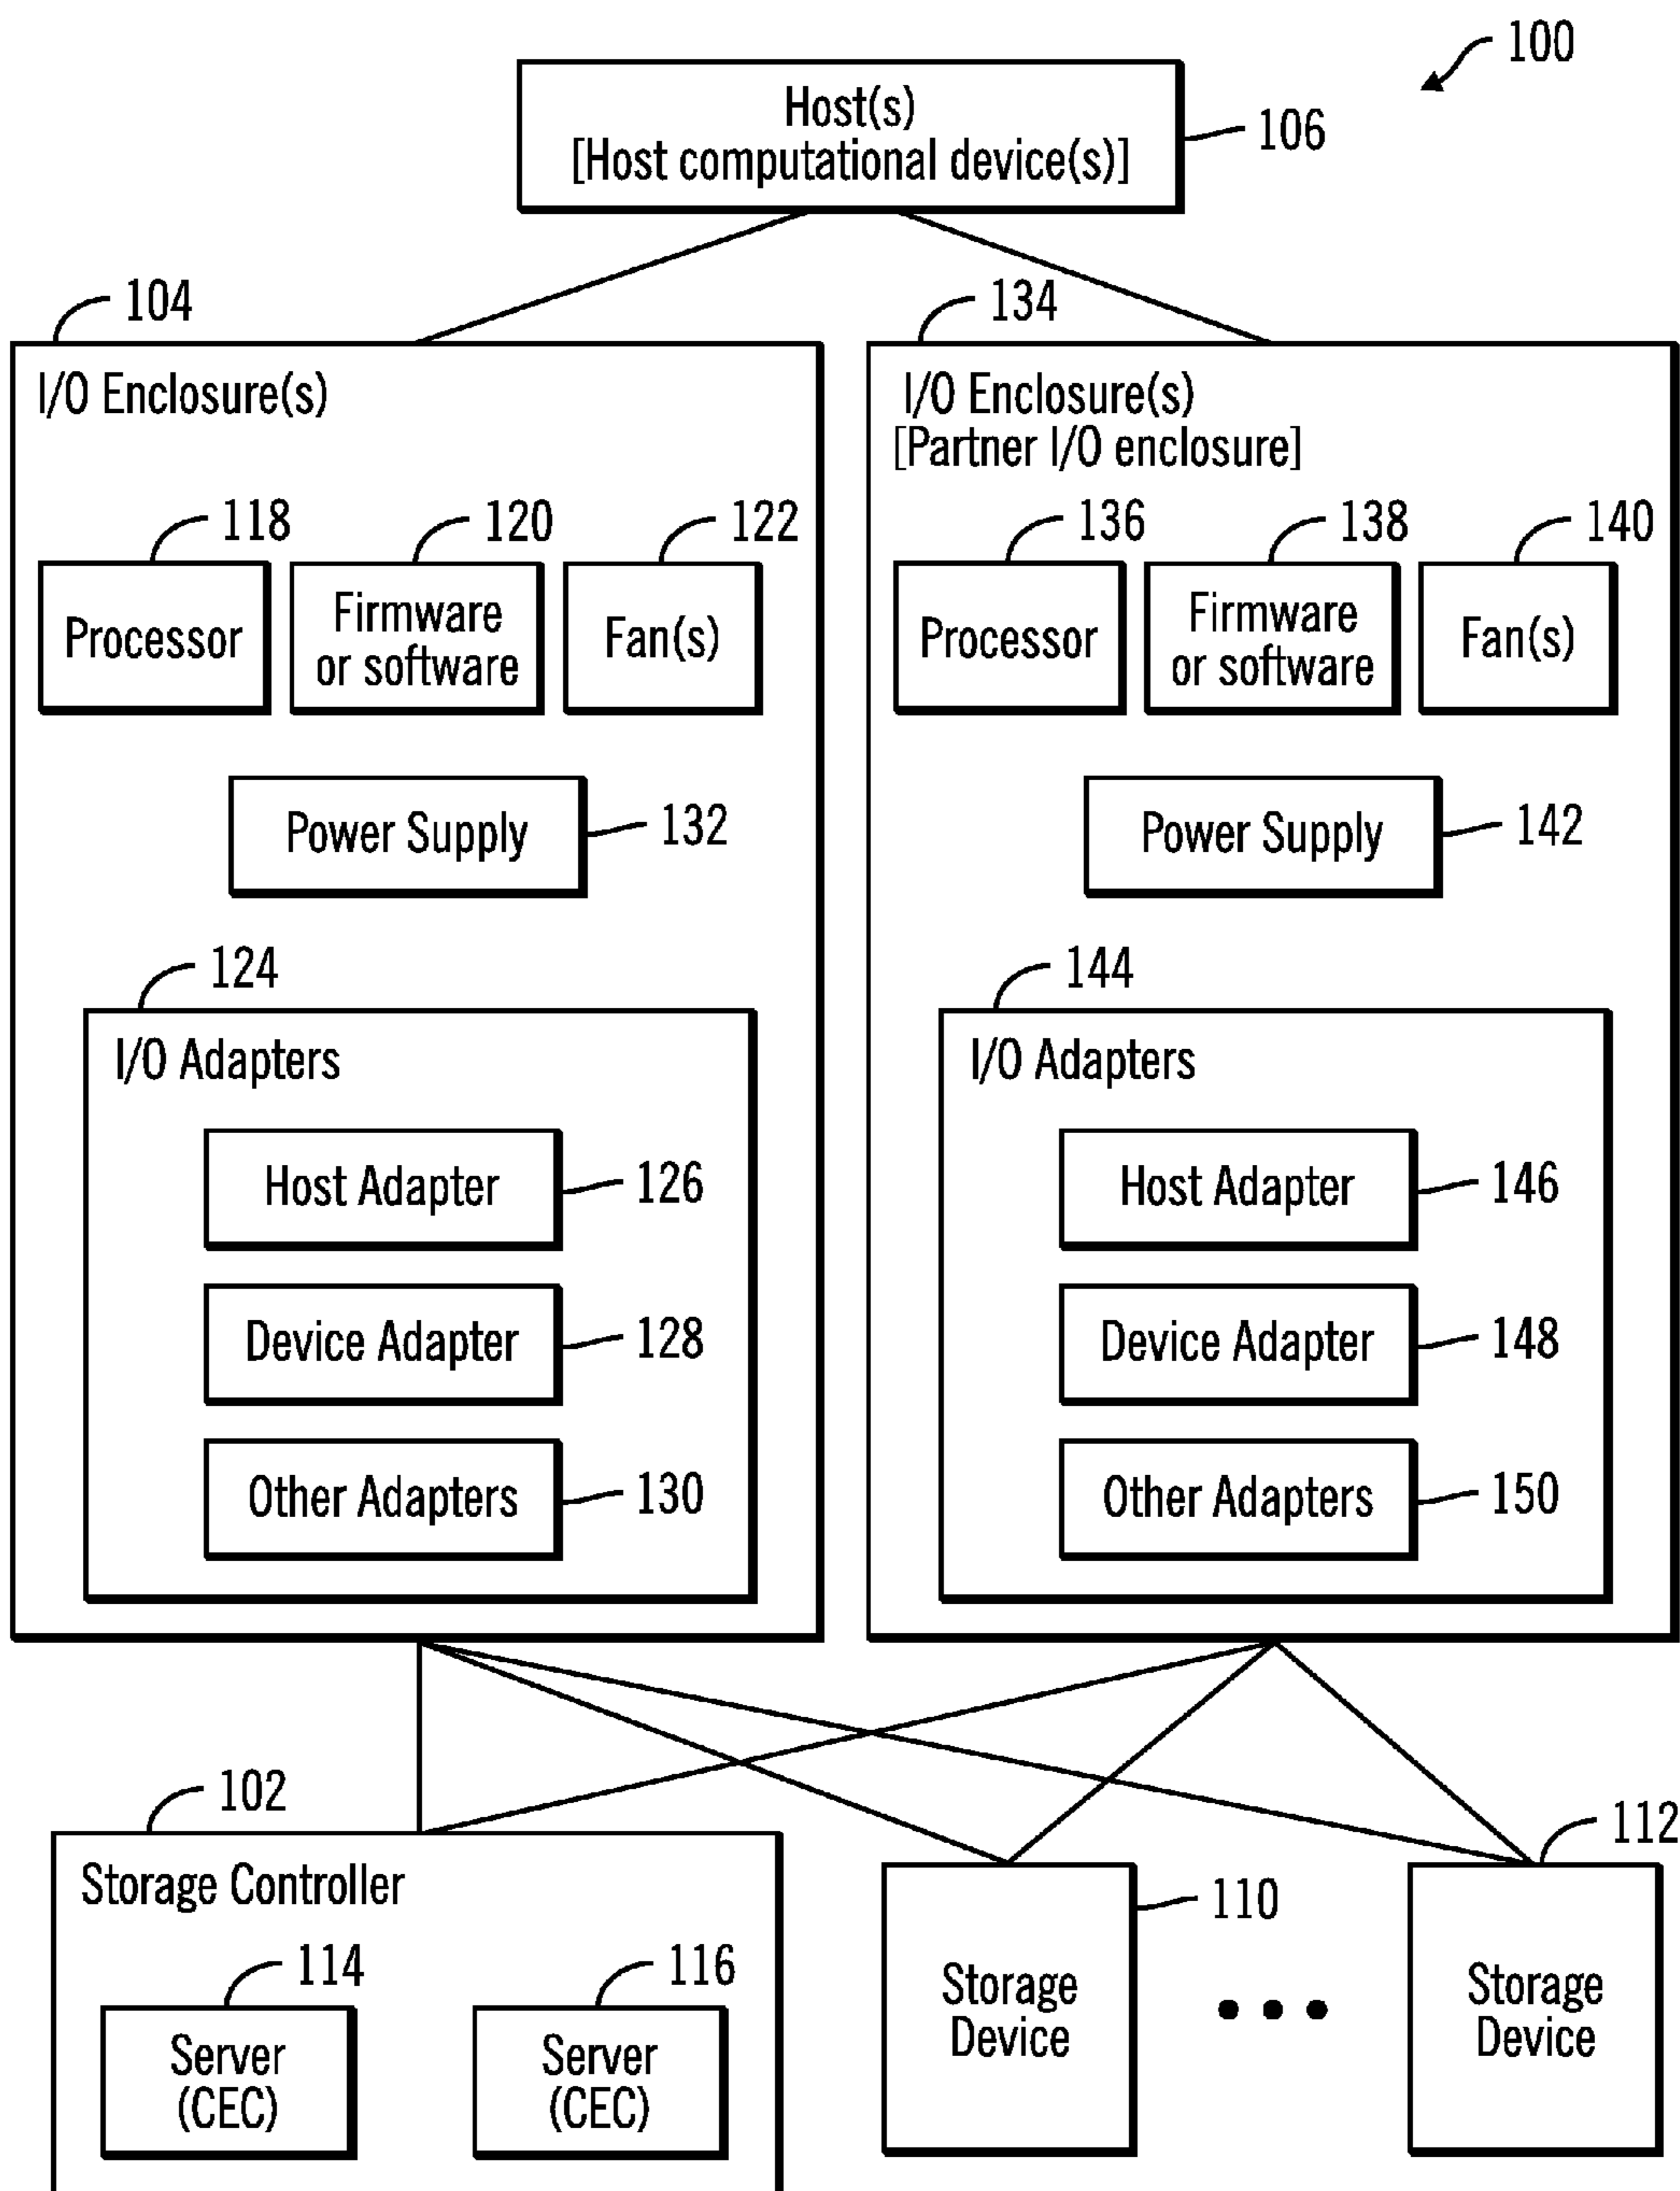 100
Host(s)
[Host computational device(s)]
106
104
I/O Enclosure(s)
118
120
122
Processor
Firmware
or software
Fan(s)
Power Supply
132
124
I/O Adapters
Host Adapter
126
Device Adapter
128
Other Adapters
130
134
I/O Enclosure(s)
[Partner I/O enclosure]
136
138
140
Processor
Firmware
or software
Fan(s)
Power Supply
142
144
I/O Adapters
Host Adapter
146
Device Adapter
148
Other Adapters
150
102
Storage Controller
114
116
Server
(CEC)
Server
(CEC)
110
Storage
Device
112
Storage
Device